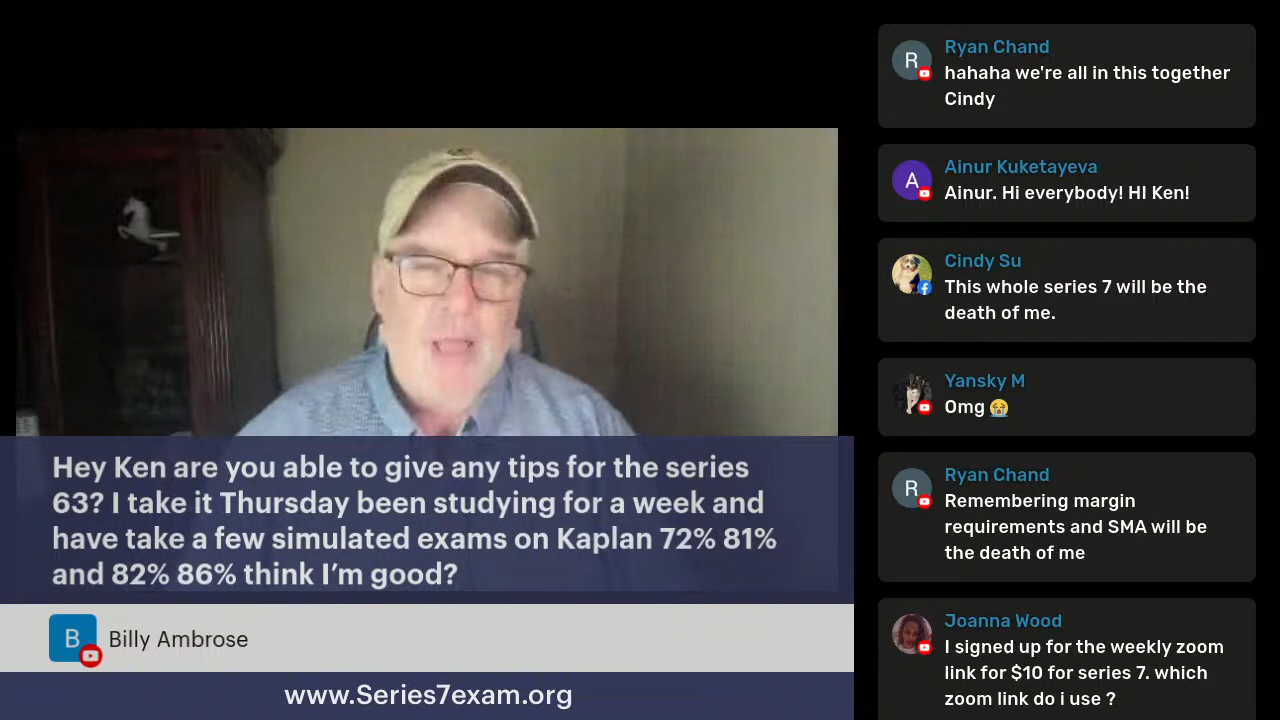 Hey Ken are you able to give any tips for the series
63? I take it Thursday been studying for a week and
have take a few simulated exams on Kaplan 72% 81%
and 82% 86% think I'm good?
B
Billy Ambrose
www.Series7exam.org
R
Ryan Chand
hahaha we're all in this together
Cindy
A
Ainur Kuketayeva
Ainur. Hi everybody! HI Ken!
Cindy Su
This whole series 7 will be the
death of me.
Yansky M
Omg 😭
R
Ryan Chand
Remembering margin
requirements and SMA will be
the death of me
Joanna Wood
I signed up for the weekly zoom
link for $10 for series 7. which
zoom link do i use ?